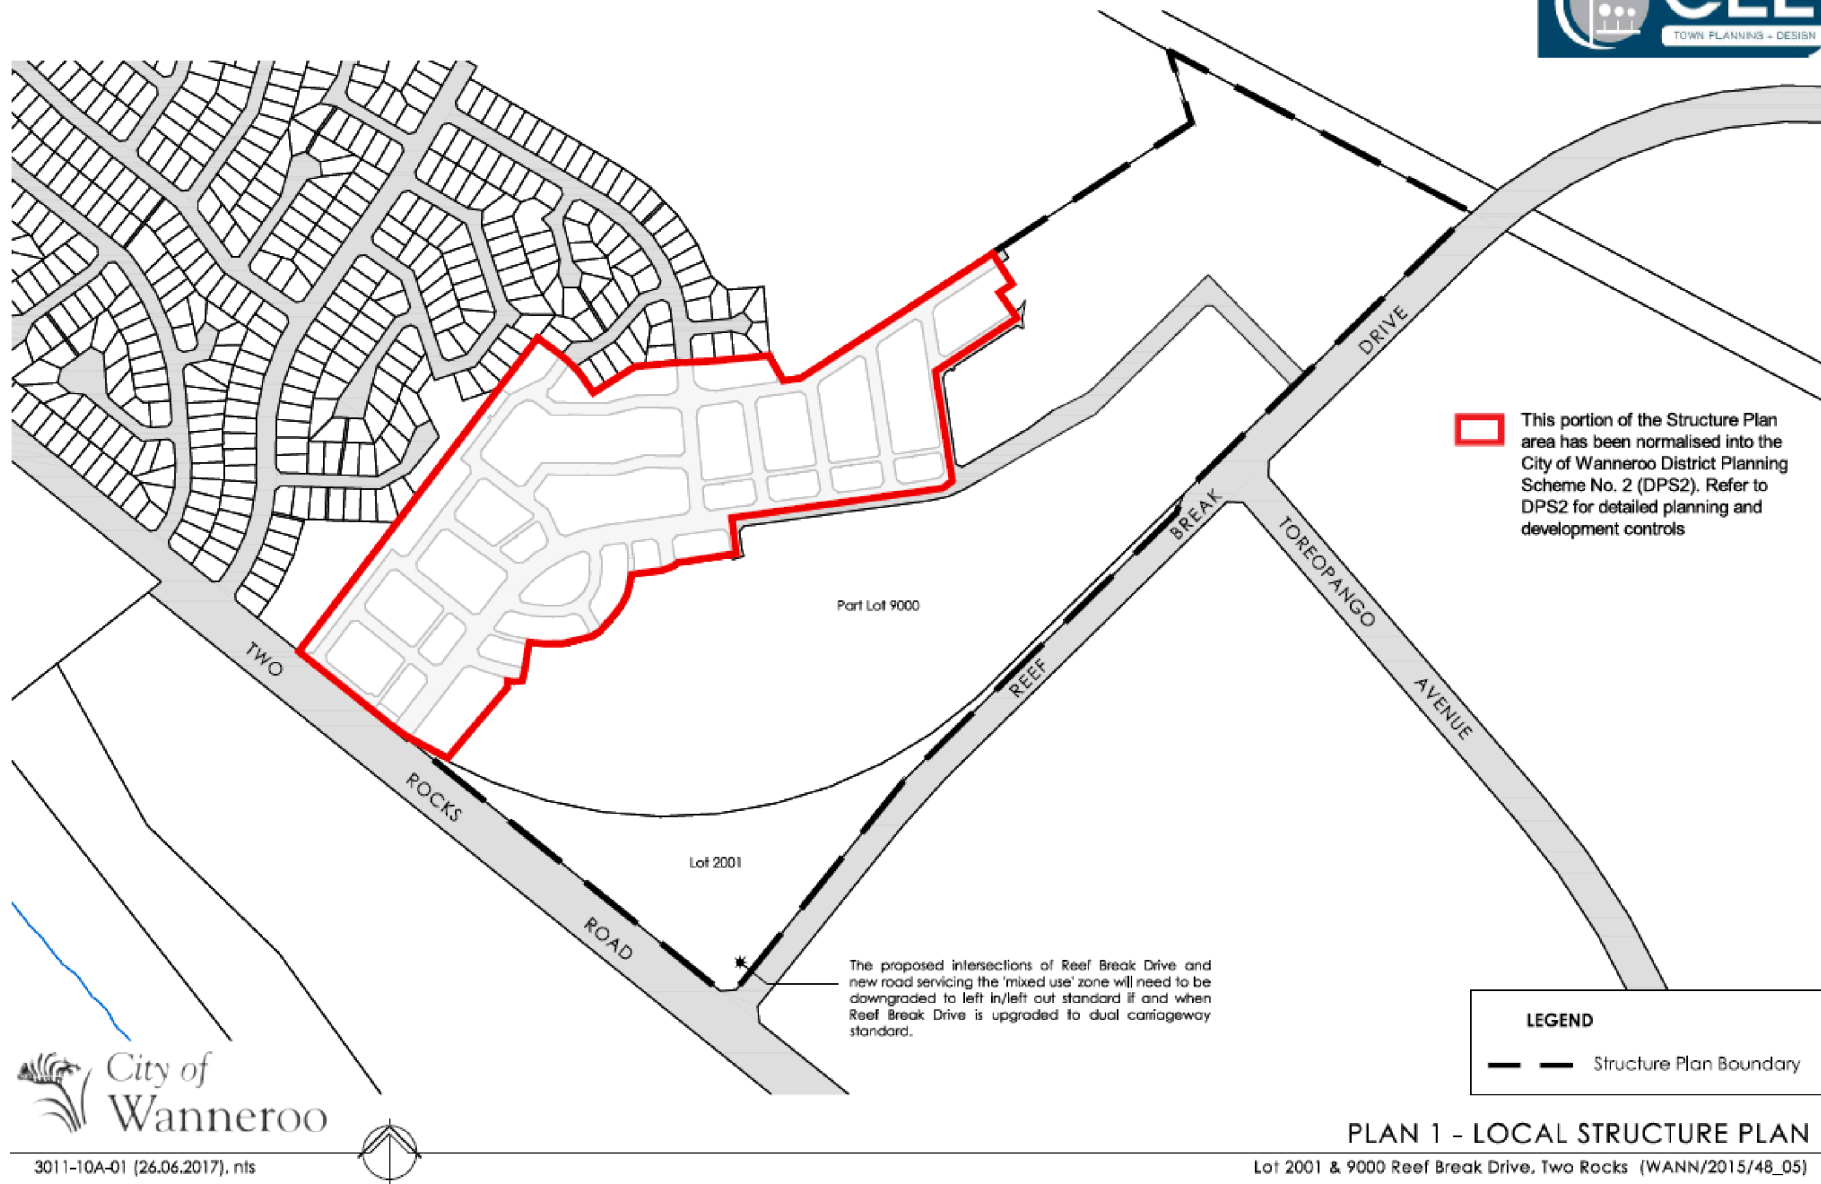 TOWN PLANNING + DESIGN
DRIVE
This portion of the Structure Plan
area has been normalised into the
City of Wanneroo District Planning
Scheme No. 2 (DPS2). Refer to
DPS2 for detailed planning and
development controls
BREAK
TOREOPANGO
Part Lot 9000
TWO
REEF
AVENUE
ROCKS
Lot 2001
ROAD
The proposed intersections of Reef Break Drive and
new road servicing the 'mixed use' zone will need to be
downgraded to left in/left out standard if and when
Reef Break Drive is upgraded to dual carriageway
standard.
LEGEND
Structure Plan Boundary
City of
Wanneroo
PLAN 1 - LOCAL STRUCTURE PLAN
3011-10A-01 (26.06.2017), nts
Lot 2001 & 9000 Reef Break Drive, Two Rocks (WANN/2015/48_05)